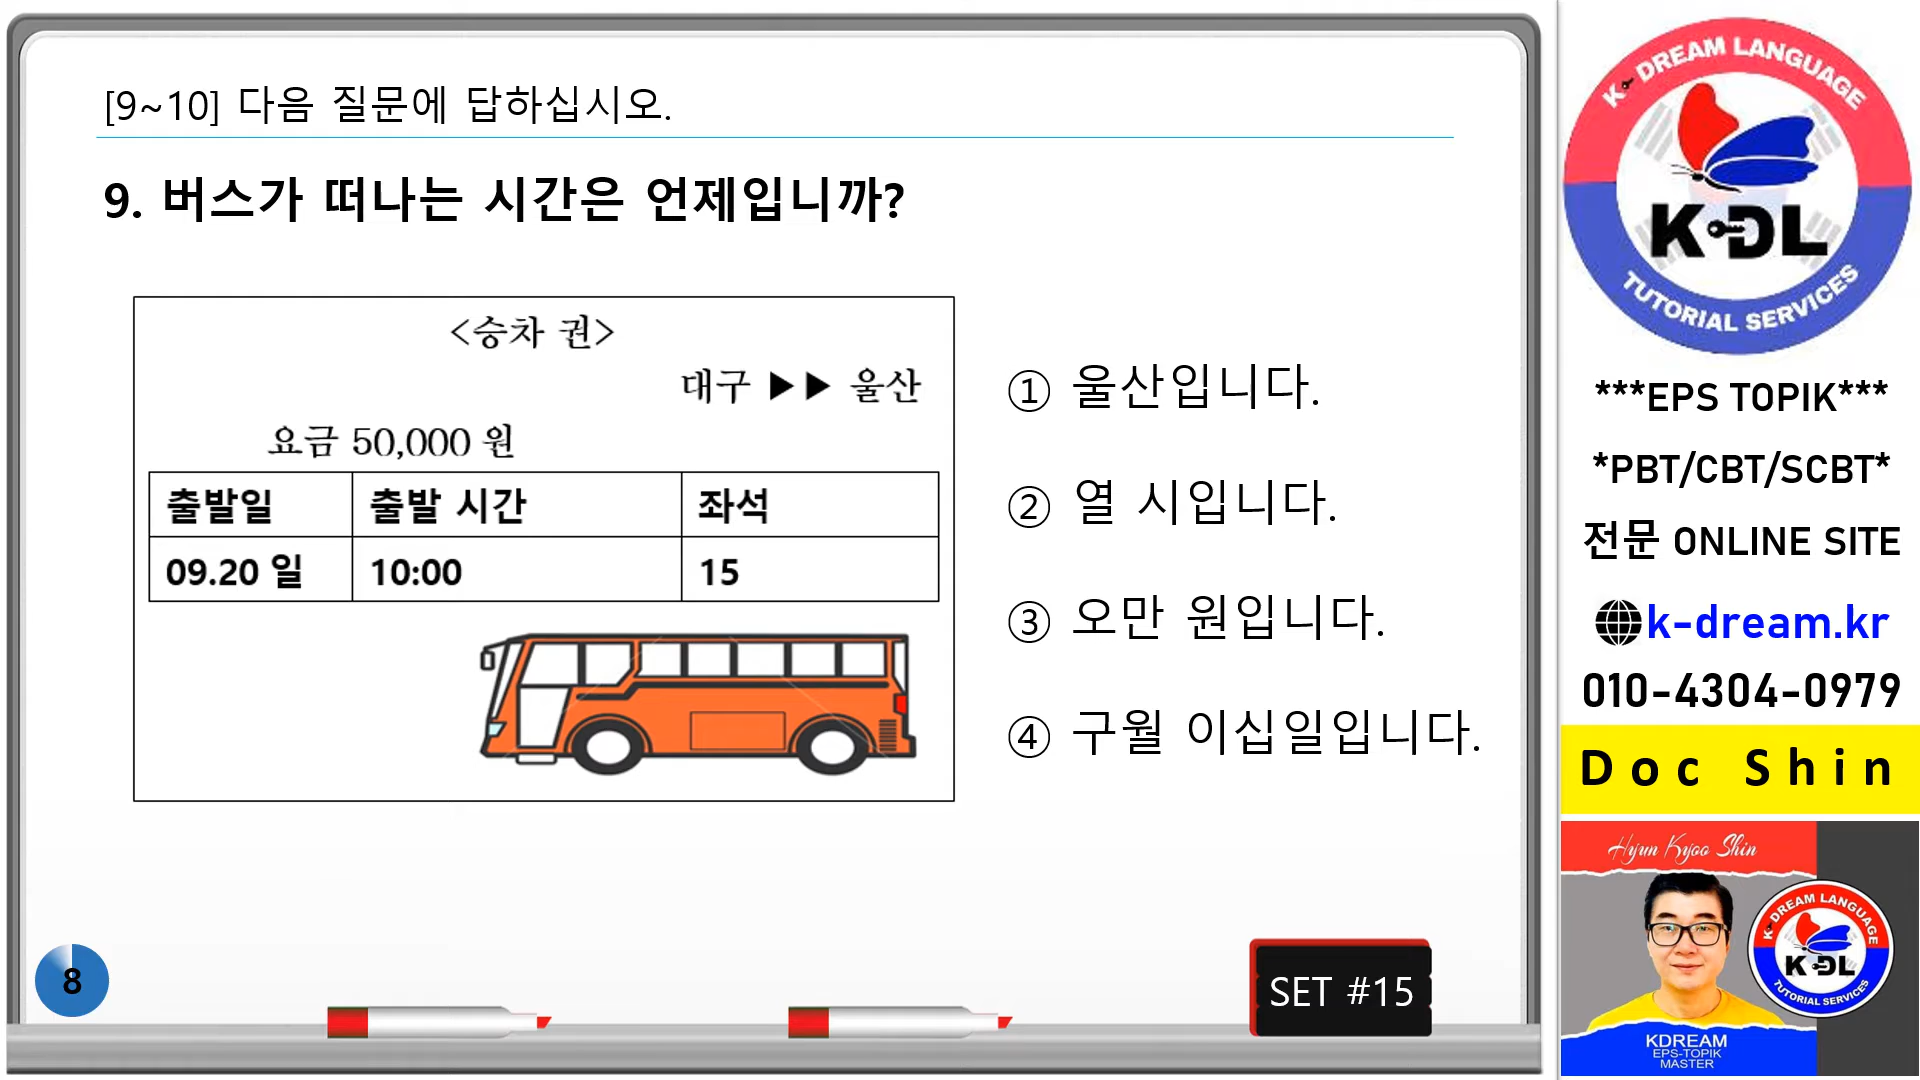 [9~10] 다음 질문에 답하십시오.
9. 버스가 떠나는 시간은 언제입니까?
<승차 권>
대구 ▶▶ 울산
요금 50,000 원
출발일 출발 시간 좌석
09.20 일 10:00 15
① 울산입니다.
② 열 시입니다.
③ 오만 원입니다.
④ 구월 이십일입니다.
8
SET #15
K-DREAM LANGUAGE
K-DL
TUTORIAL SERVICES
***EPS TOPIK***
*PBT/CBT/SCBT*
전문 ONLINE SITE
k-dream.kr
010-4304-0979
Doc Shin
Hyun Kyoo Shin
K-DREAM LANGUAGE
K-DL
TUTORIAL SERVICES
KDREAM
EPS-TOPIK
MASTER